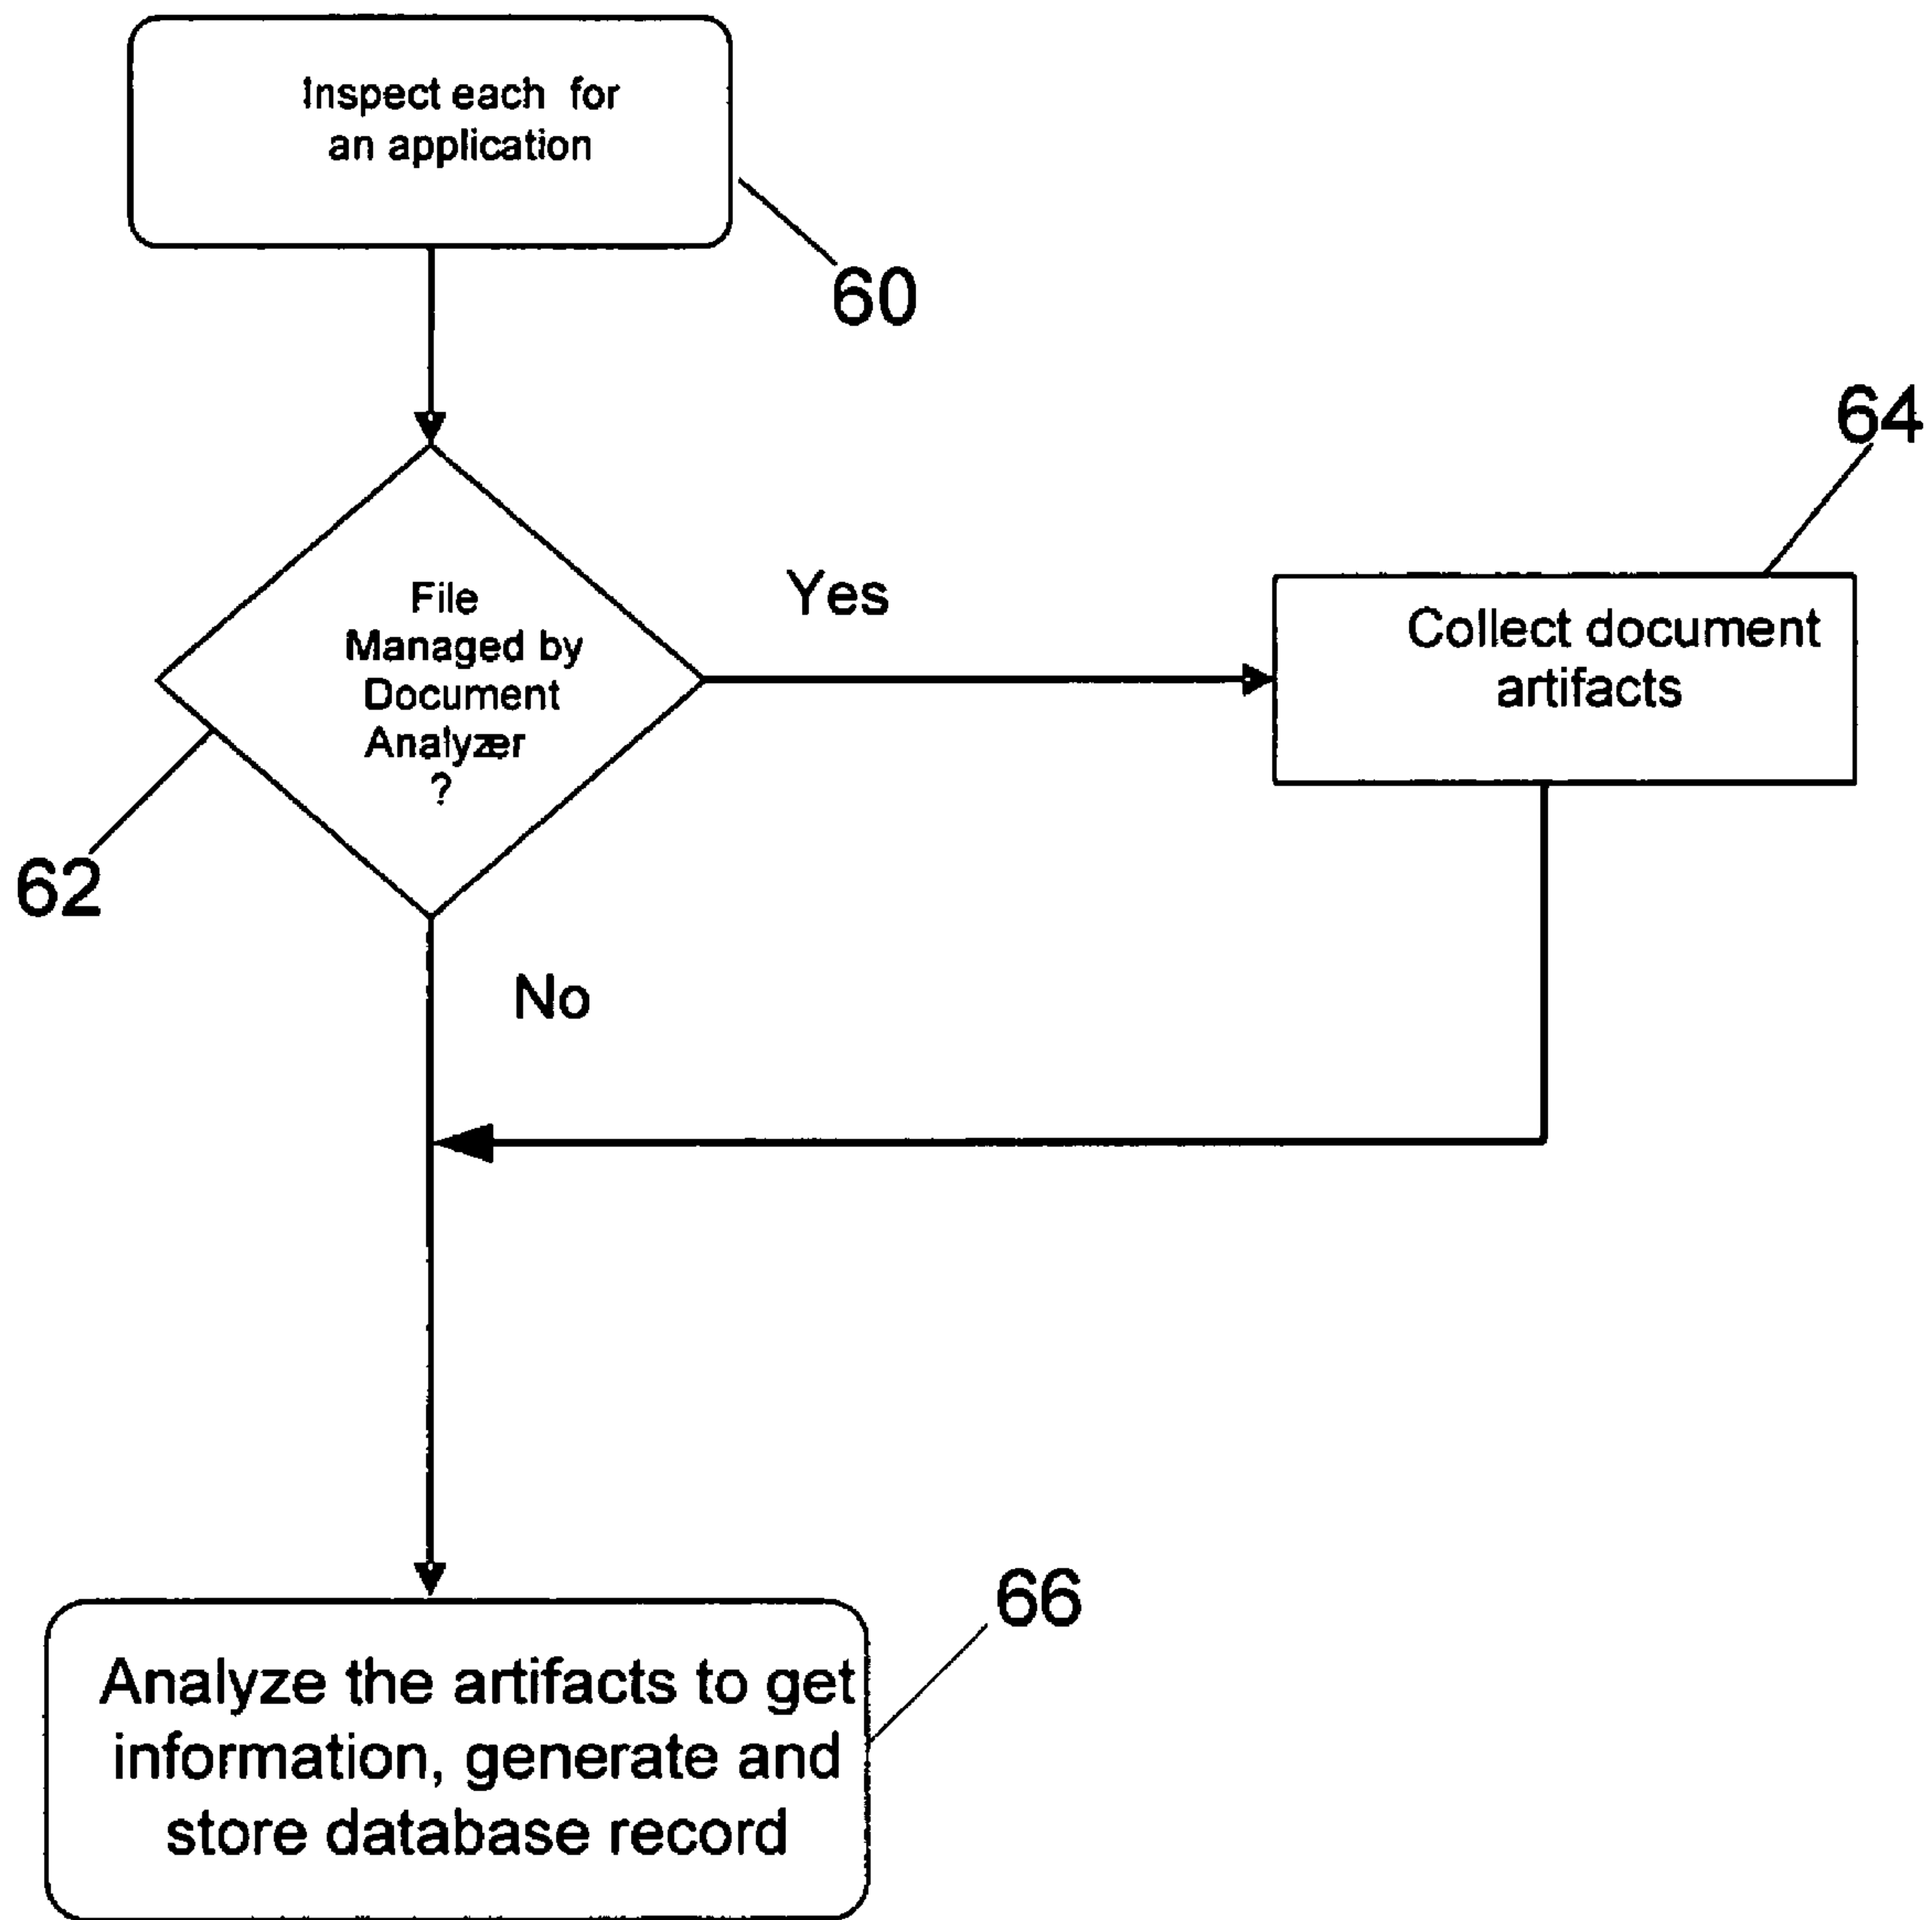 Inspect each for
an application
60
64
File
Managed by
Document
Analyzer
?
Yes
Collect document
artifacts
62
No
66
Analyze the artifacts to get
information, generate and
store database record